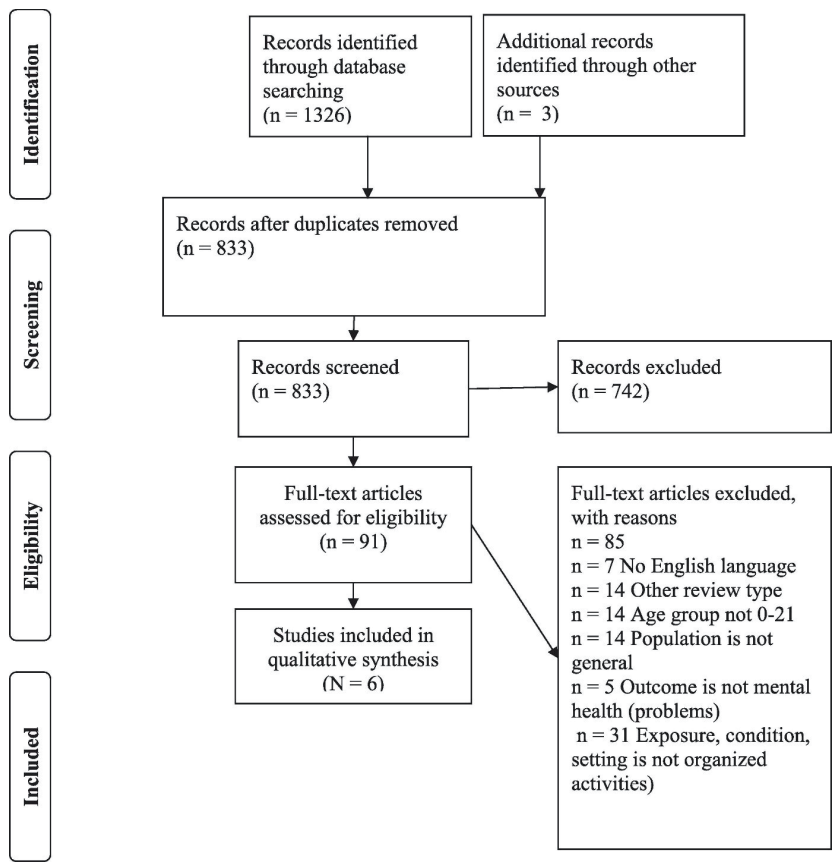 Identification
Records identified
through database
searching
(n = 1326)
Additional records
identified through other
sources
(n = 3)
Records after duplicates removed
(n = 833)
Screening
Records screened
(n = 833)
Records excluded
(n = 742)
Eligibility
Full-text articles
assessed for eligibility
(n = 91)
Full-text articles excluded,
with reasons
n = 85
n = 7 No English language
n = 14 Other review type
n = 14 Age group not 0-21
n = 14 Population is not
general
n = 5 Outcome is not mental
health (problems)
n = 31 Exposure, condition,
setting is not organized
activities)
Studies included in
qualitative synthesis
(N = 6)
Included